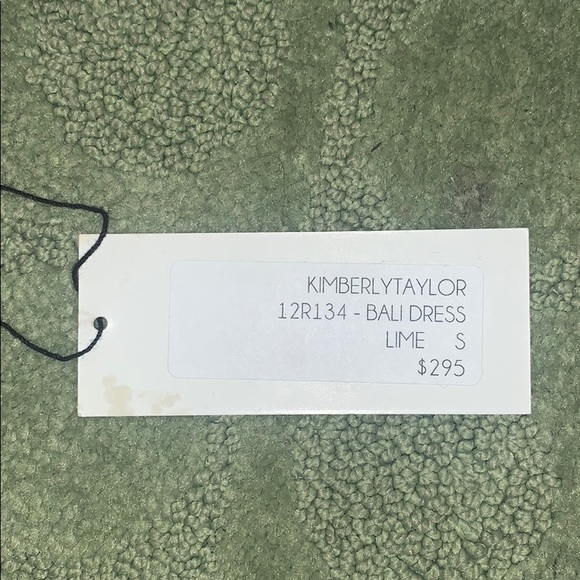 KIMBERLYTAYLOR
12R134 - BALI DRESS
LIME S
$295